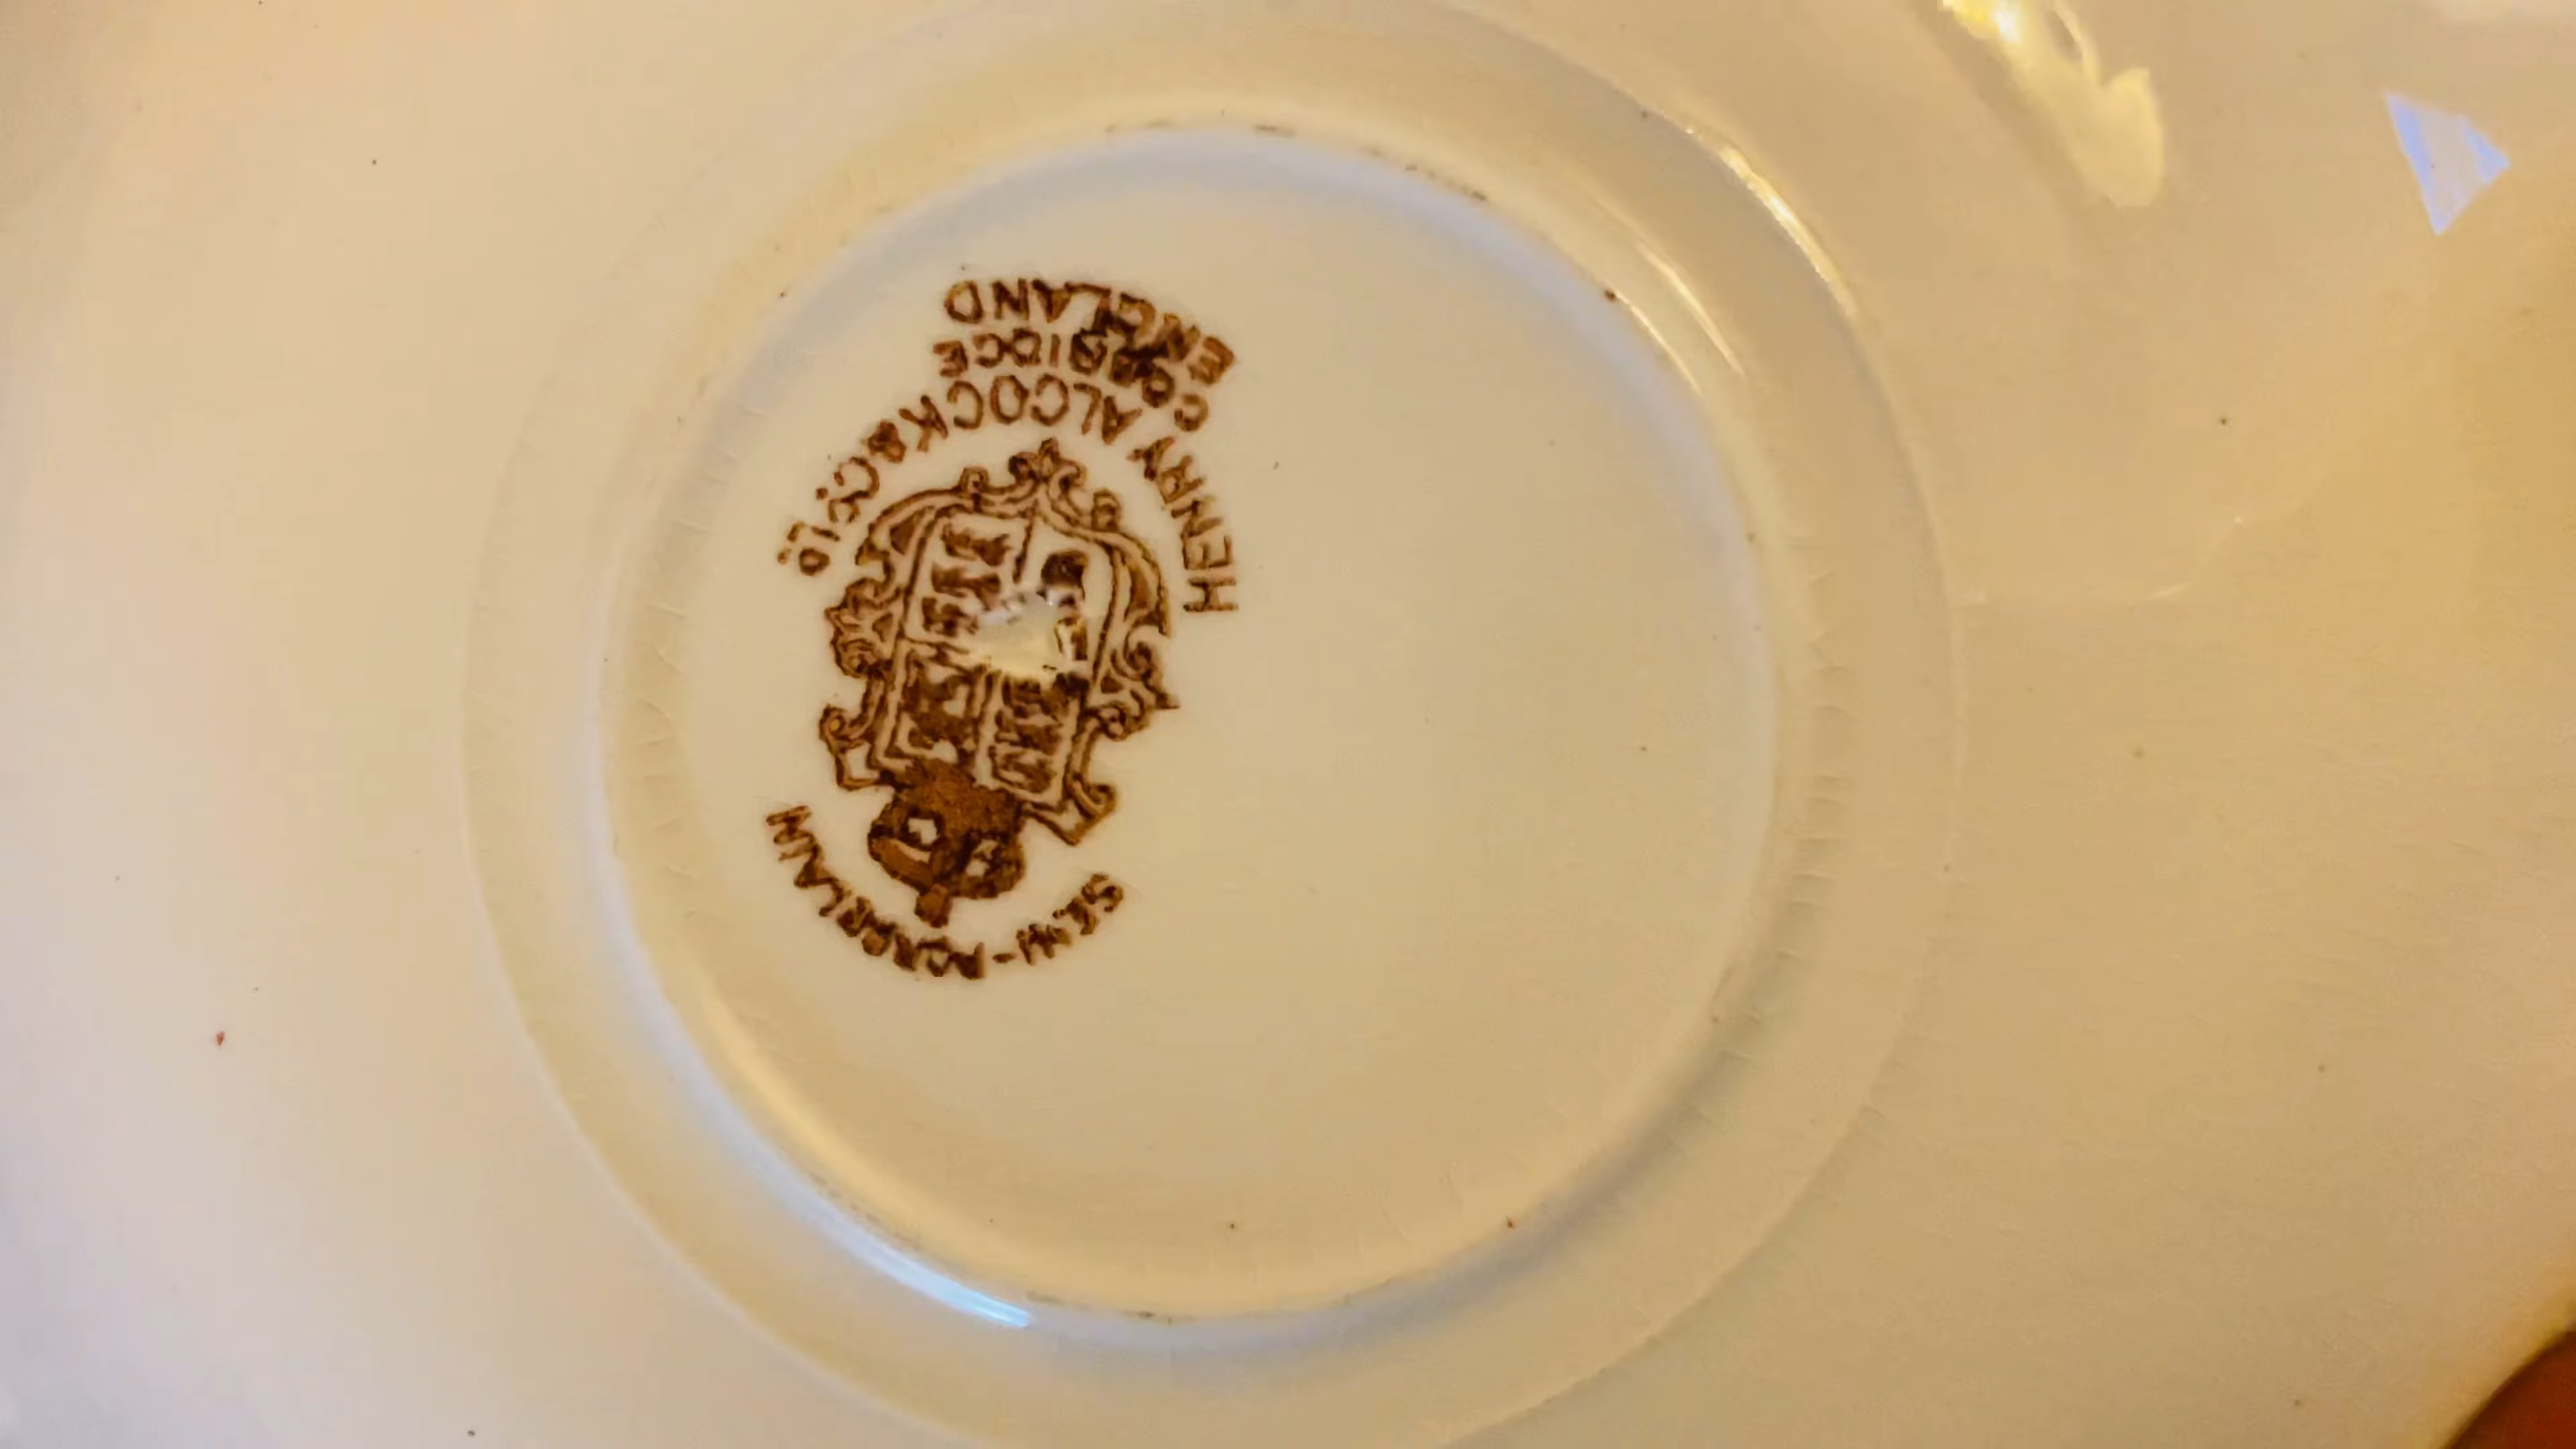 SEMI-PORCELAIN
HENRY ALCOCK & CO. LTD
COBRIDGE
ENGLAND